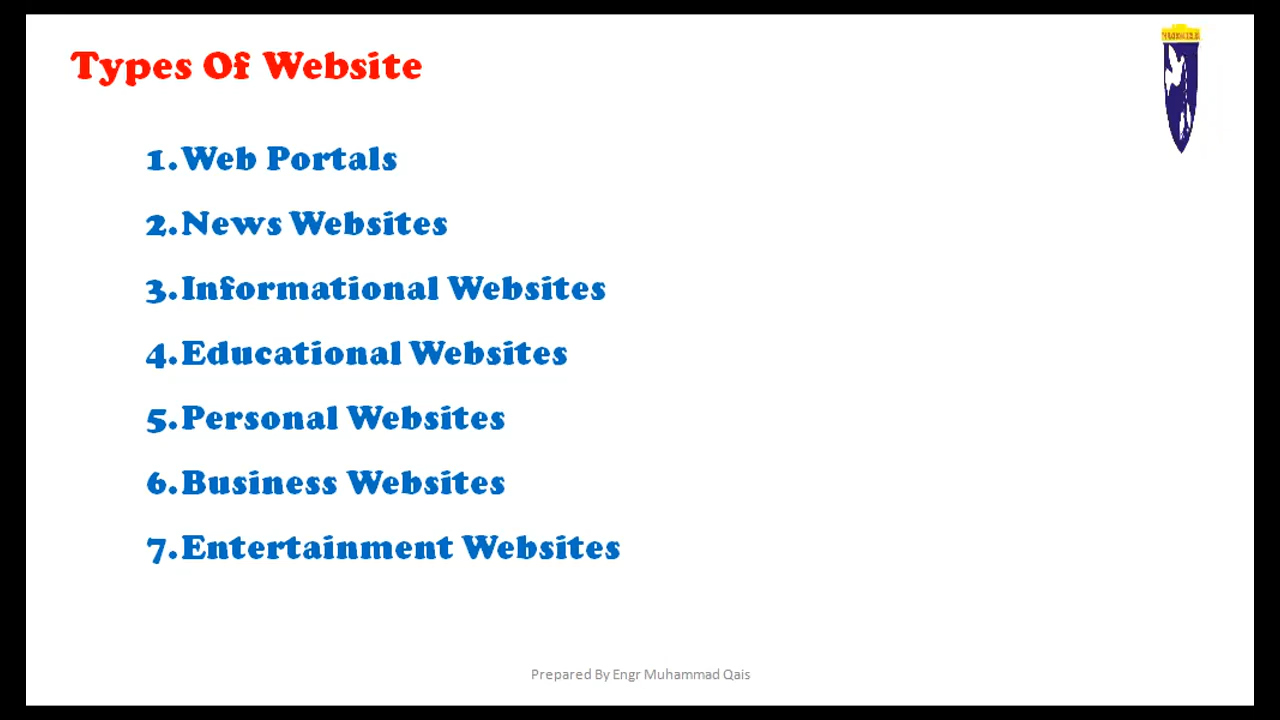 Types Of Website
1. Web Portals
2. News Websites
3. Informational Websites
4. Educational Websites
5. Personal Websites
6. Business Websites
7. Entertainment Websites
Prepared By Engr Muhammad Qais